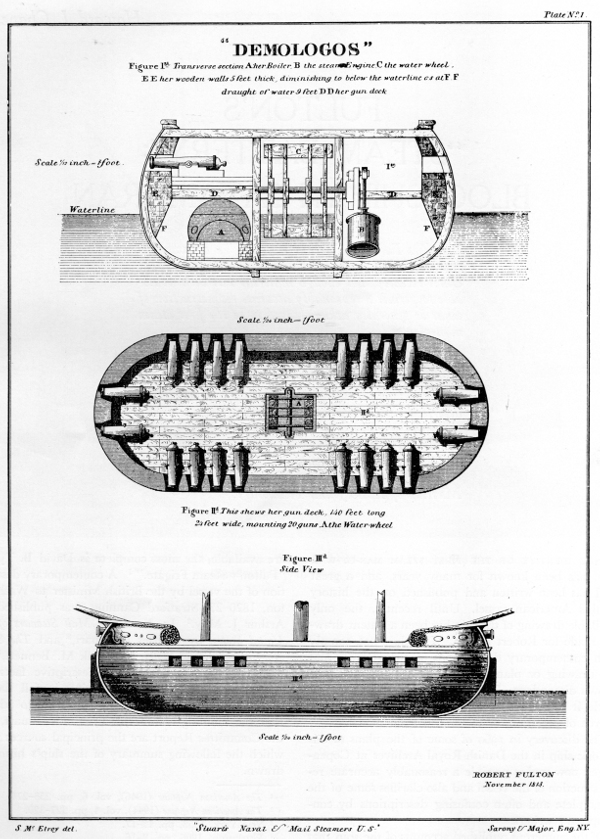 Plate No. 1.
"DEMOLOGOS"
Figure 1st Transverse section A her Boiler. B the steam Engine C the water wheel.
E E her wooden walls 5 feet thick, diminishing to below the waterline as at F F
draught of water 9 feet D D her gun deck
Scale 1/12 inch = 1 foot.
C
Ist
E
D
D
E
Waterline
F
A
B
F
Scale 1/24 inch = 1 foot
A
IId
Figure IId This shews her gun deck, 140 feet long
24 feet wide, mounting 20 guns A the Water wheel
Figure IIId
Side View
IIId
Scale 1/24 inch = 1 foot
ROBERT FULTON
November 1813.
S Mc Elroy del.
"Stuart's Naval & Mail Steamers U.S."
Sarony & Major, Eng N.Y.